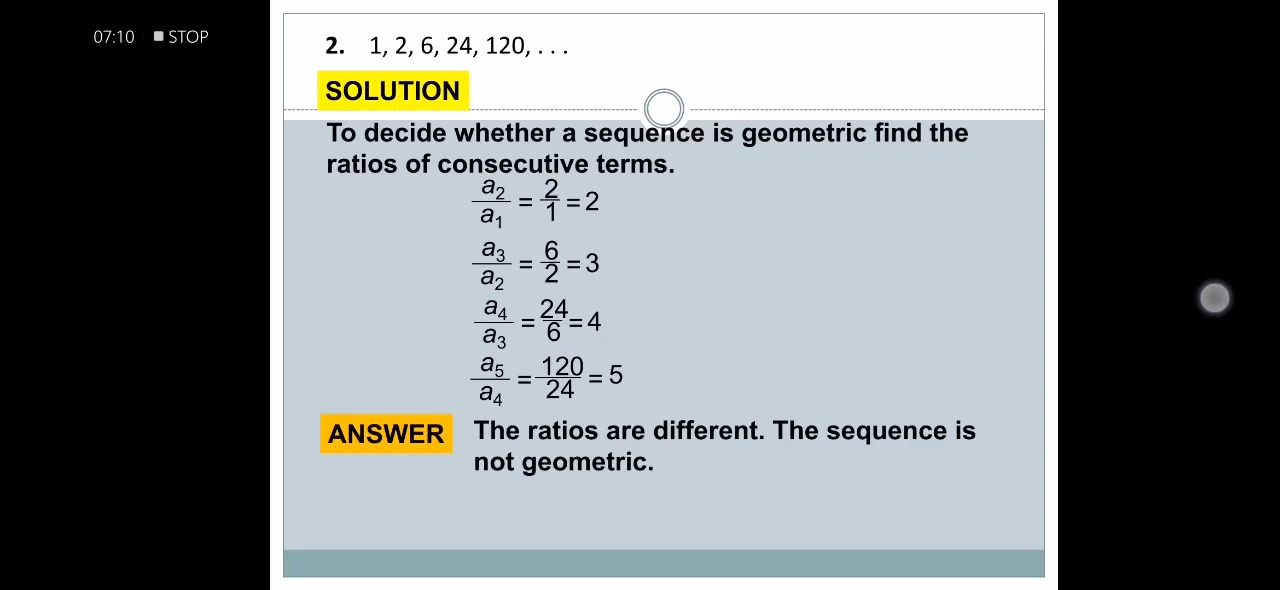 07:10 STOP
2. 1, 2, 6, 24, 120, . . .
SOLUTION
To decide whether a sequence is geometric find the
ratios of consecutive terms.
a₂/a₁ = 2/1 = 2
a₃/a₂ = 6/2 = 3
a₄/a₃ = 24/6 = 4
a₅/a₄ = 120/24 = 5
ANSWER The ratios are different. The sequence is
not geometric.